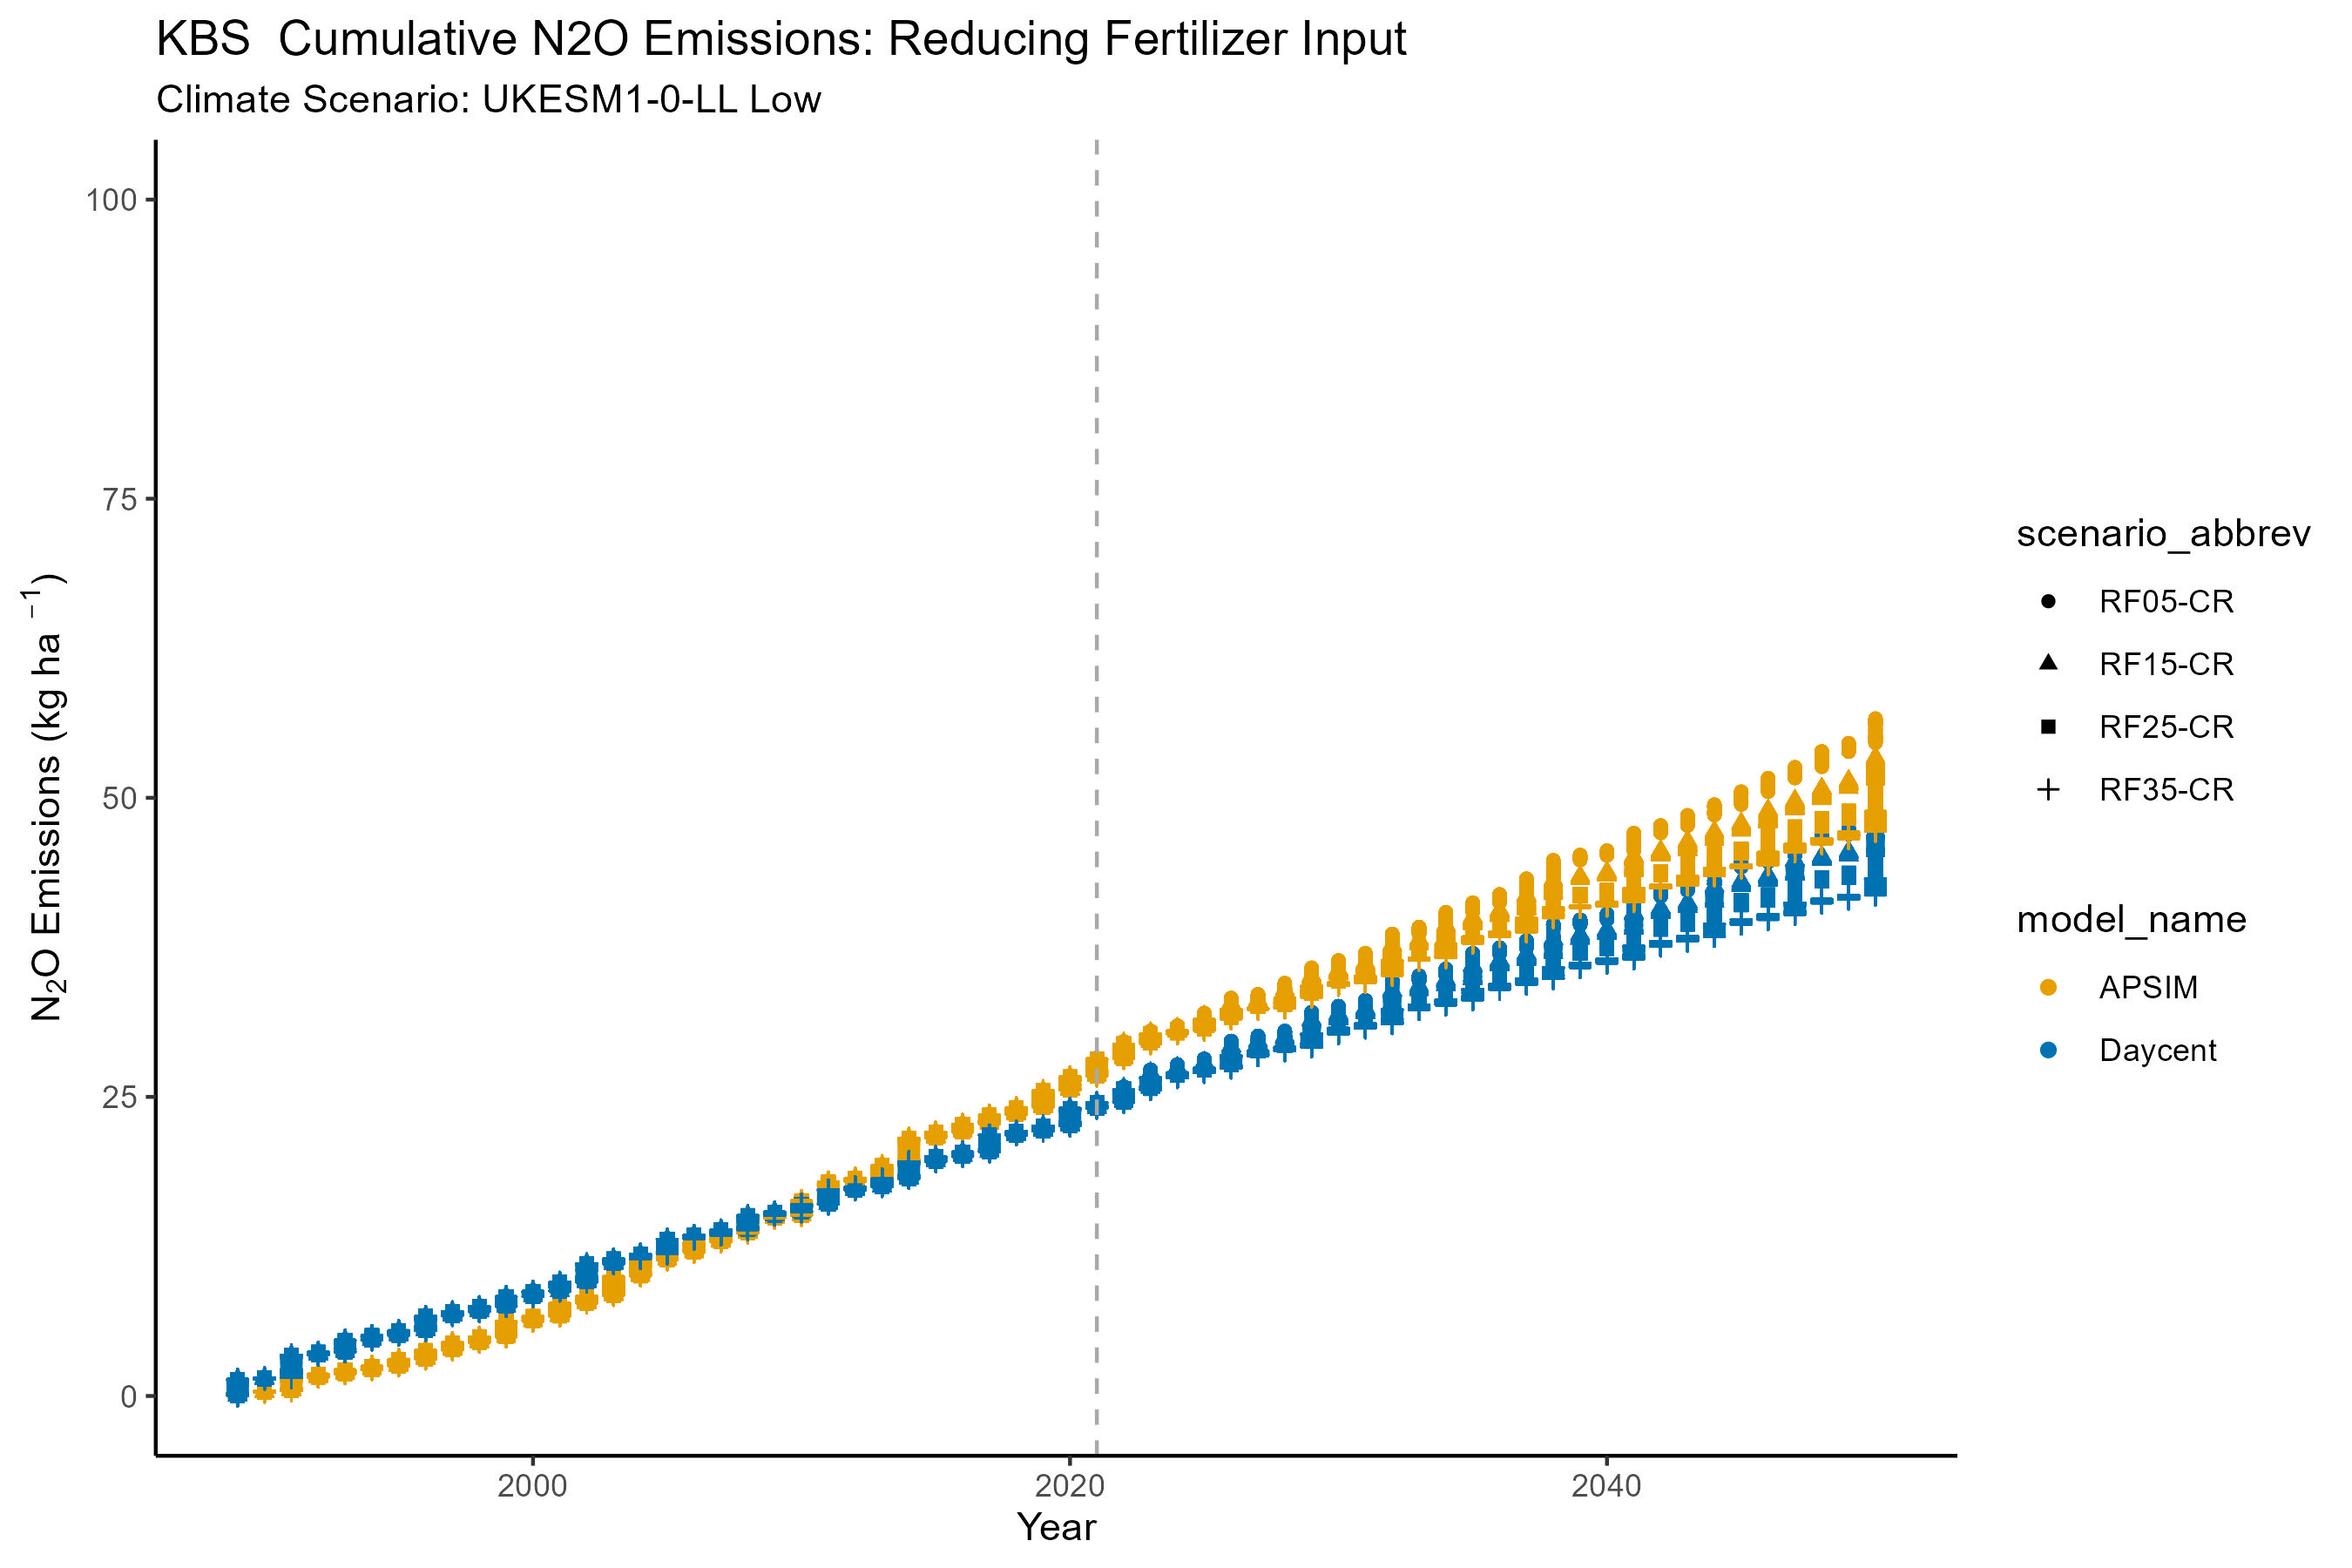 KBS  Cumulative N2O Emissions: Reducing Fertilizer Input
Climate Scenario: UKESM1-0-LL Low
N₂O Emissions (kg ha ⁻¹)
100
75
50
25
0
2000 2020 2040
Year
scenario_abbrev
RF05-CR
RF15-CR
RF25-CR
RF35-CR
model_name
APSIM
Daycent